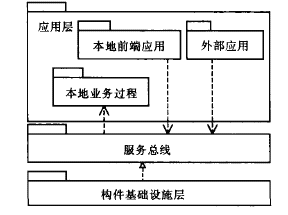 应用层
本地前端应用
外部应用
本地业务过程
服务总线
构件基础设施层